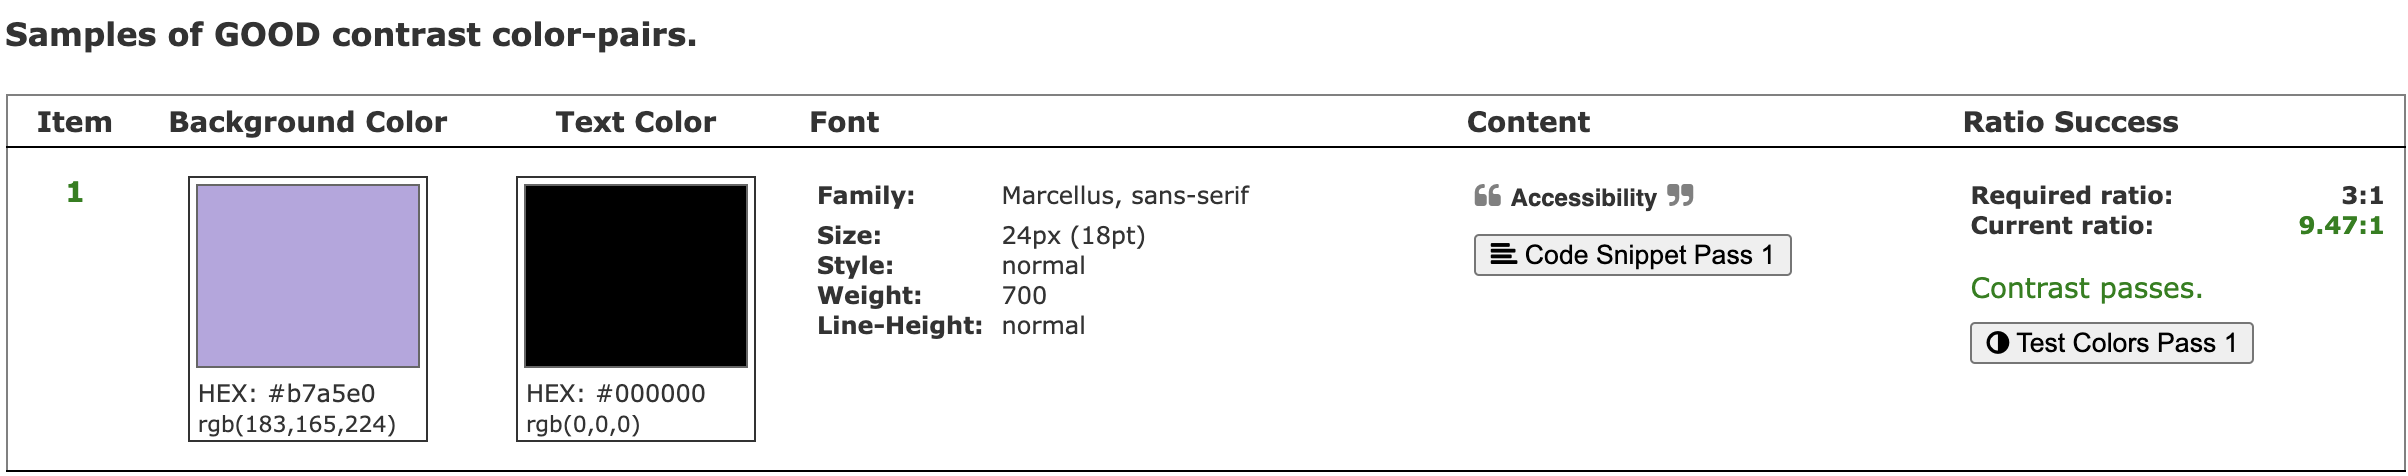 Samples of GOOD contrast color-pairs.
Item Background Color Text Color Font Content Ratio Success
1
HEX: #b7a5e0
rgb(183,165,224)
HEX: #000000
rgb(0,0,0)
Family: Marcellus, sans-serif
Size: 24px (18pt)
Style: normal
Weight: 700
Line-Height: normal
❝ Accessibility ❞
Code Snippet Pass 1
Required ratio: 3:1
Current ratio: 9.47:1
Contrast passes.
Test Colors Pass 1